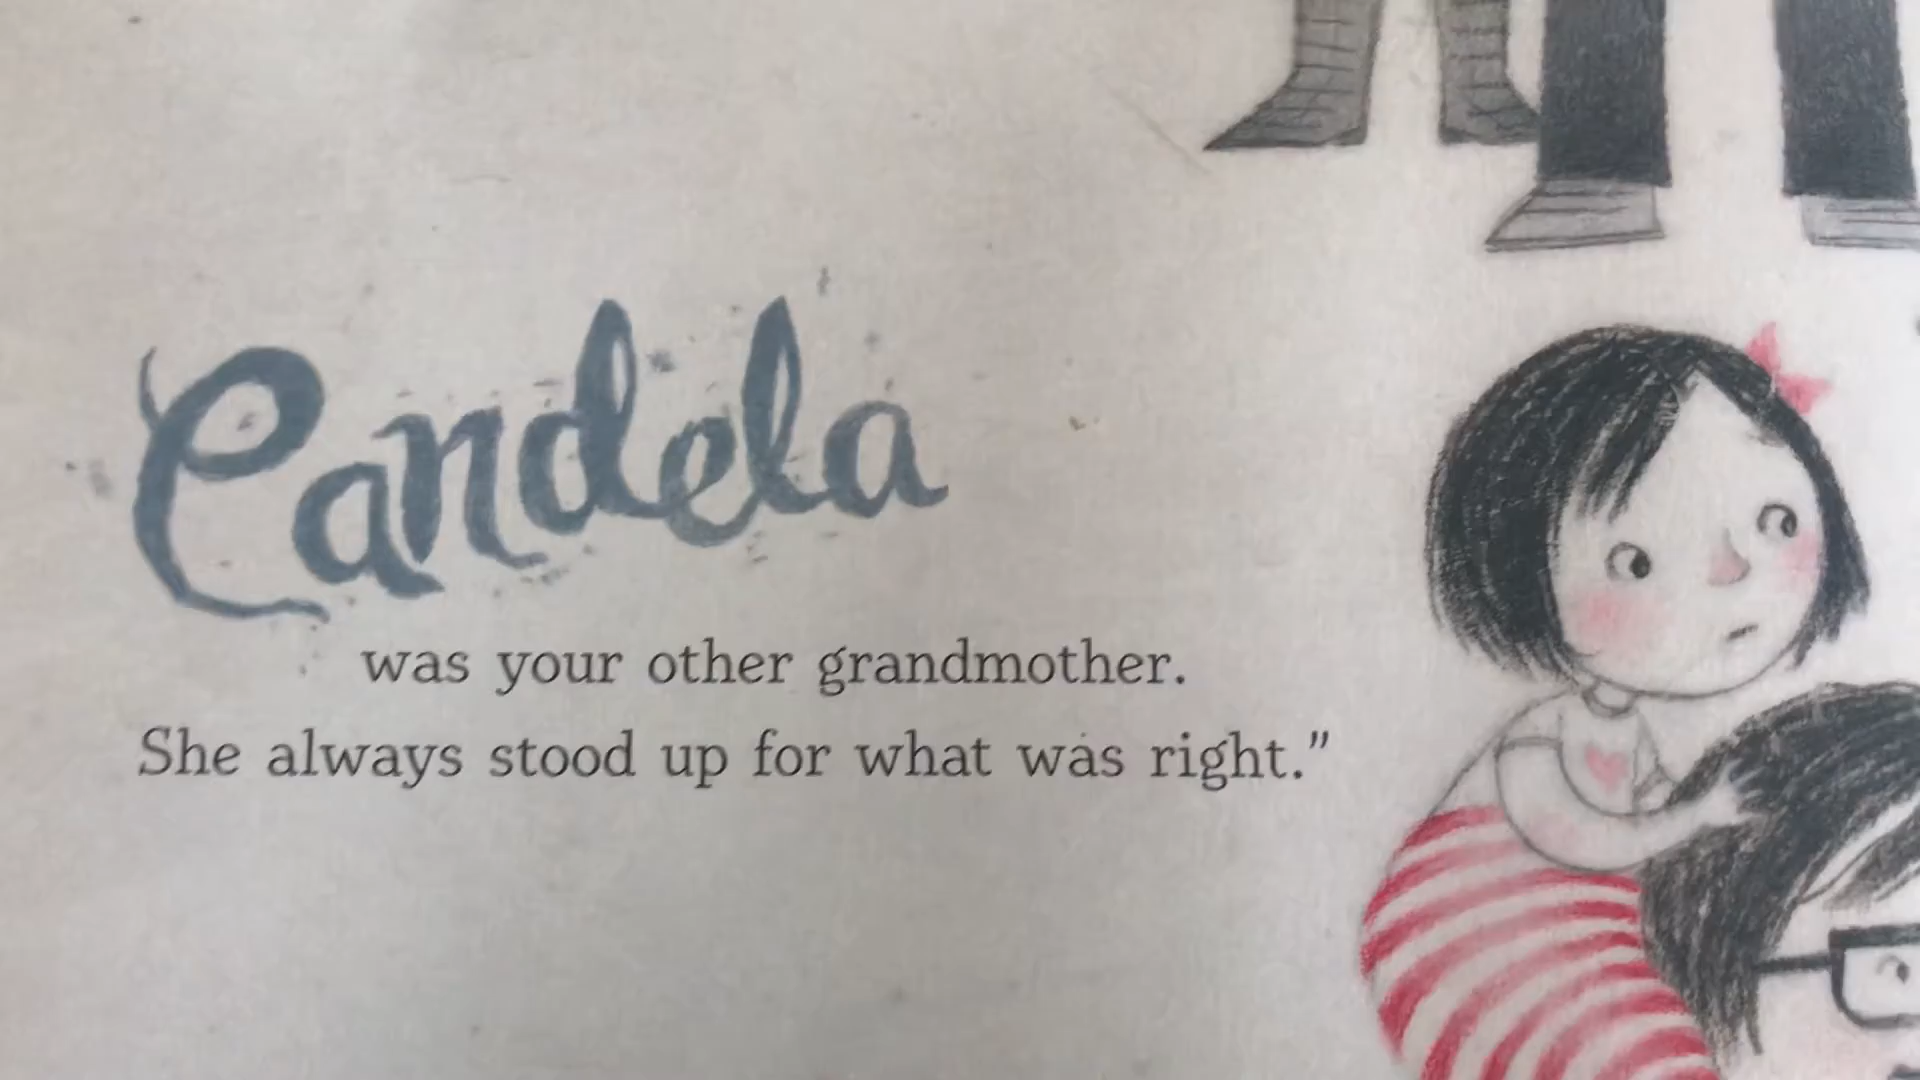 Candela
was your other grandmother.
She always stood up for what was right.”